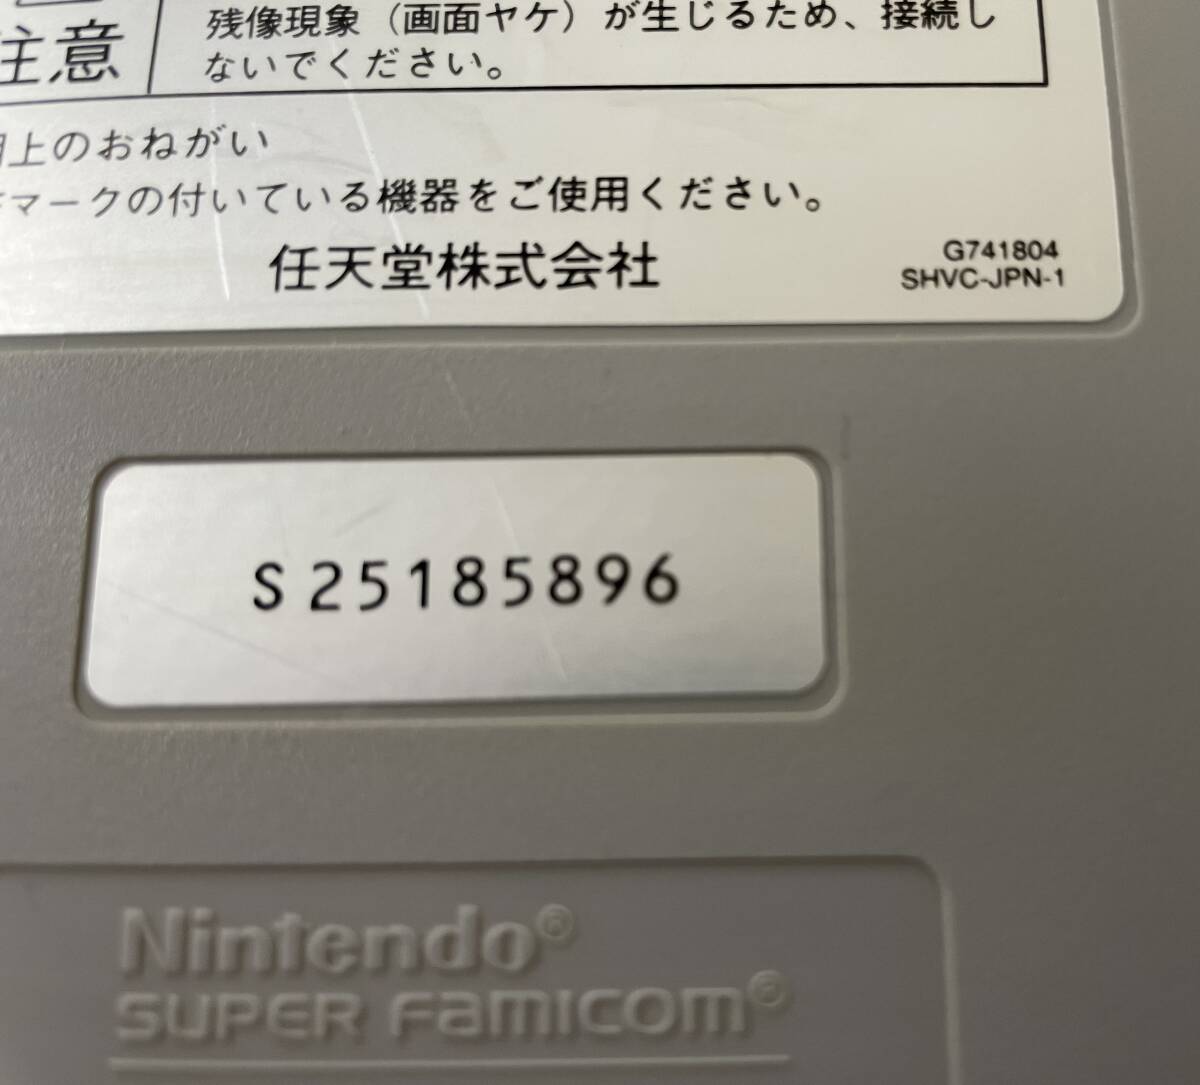 残像現象（画面ヤケ）が生じるため、接続し
注意
ないでください。
上のおねがい
マークの付いている機器をご使用ください。
任天堂株式会社
G741804
SHVC-JPN-1
S25185896
Nintendo®
SUPER FAMICOM®